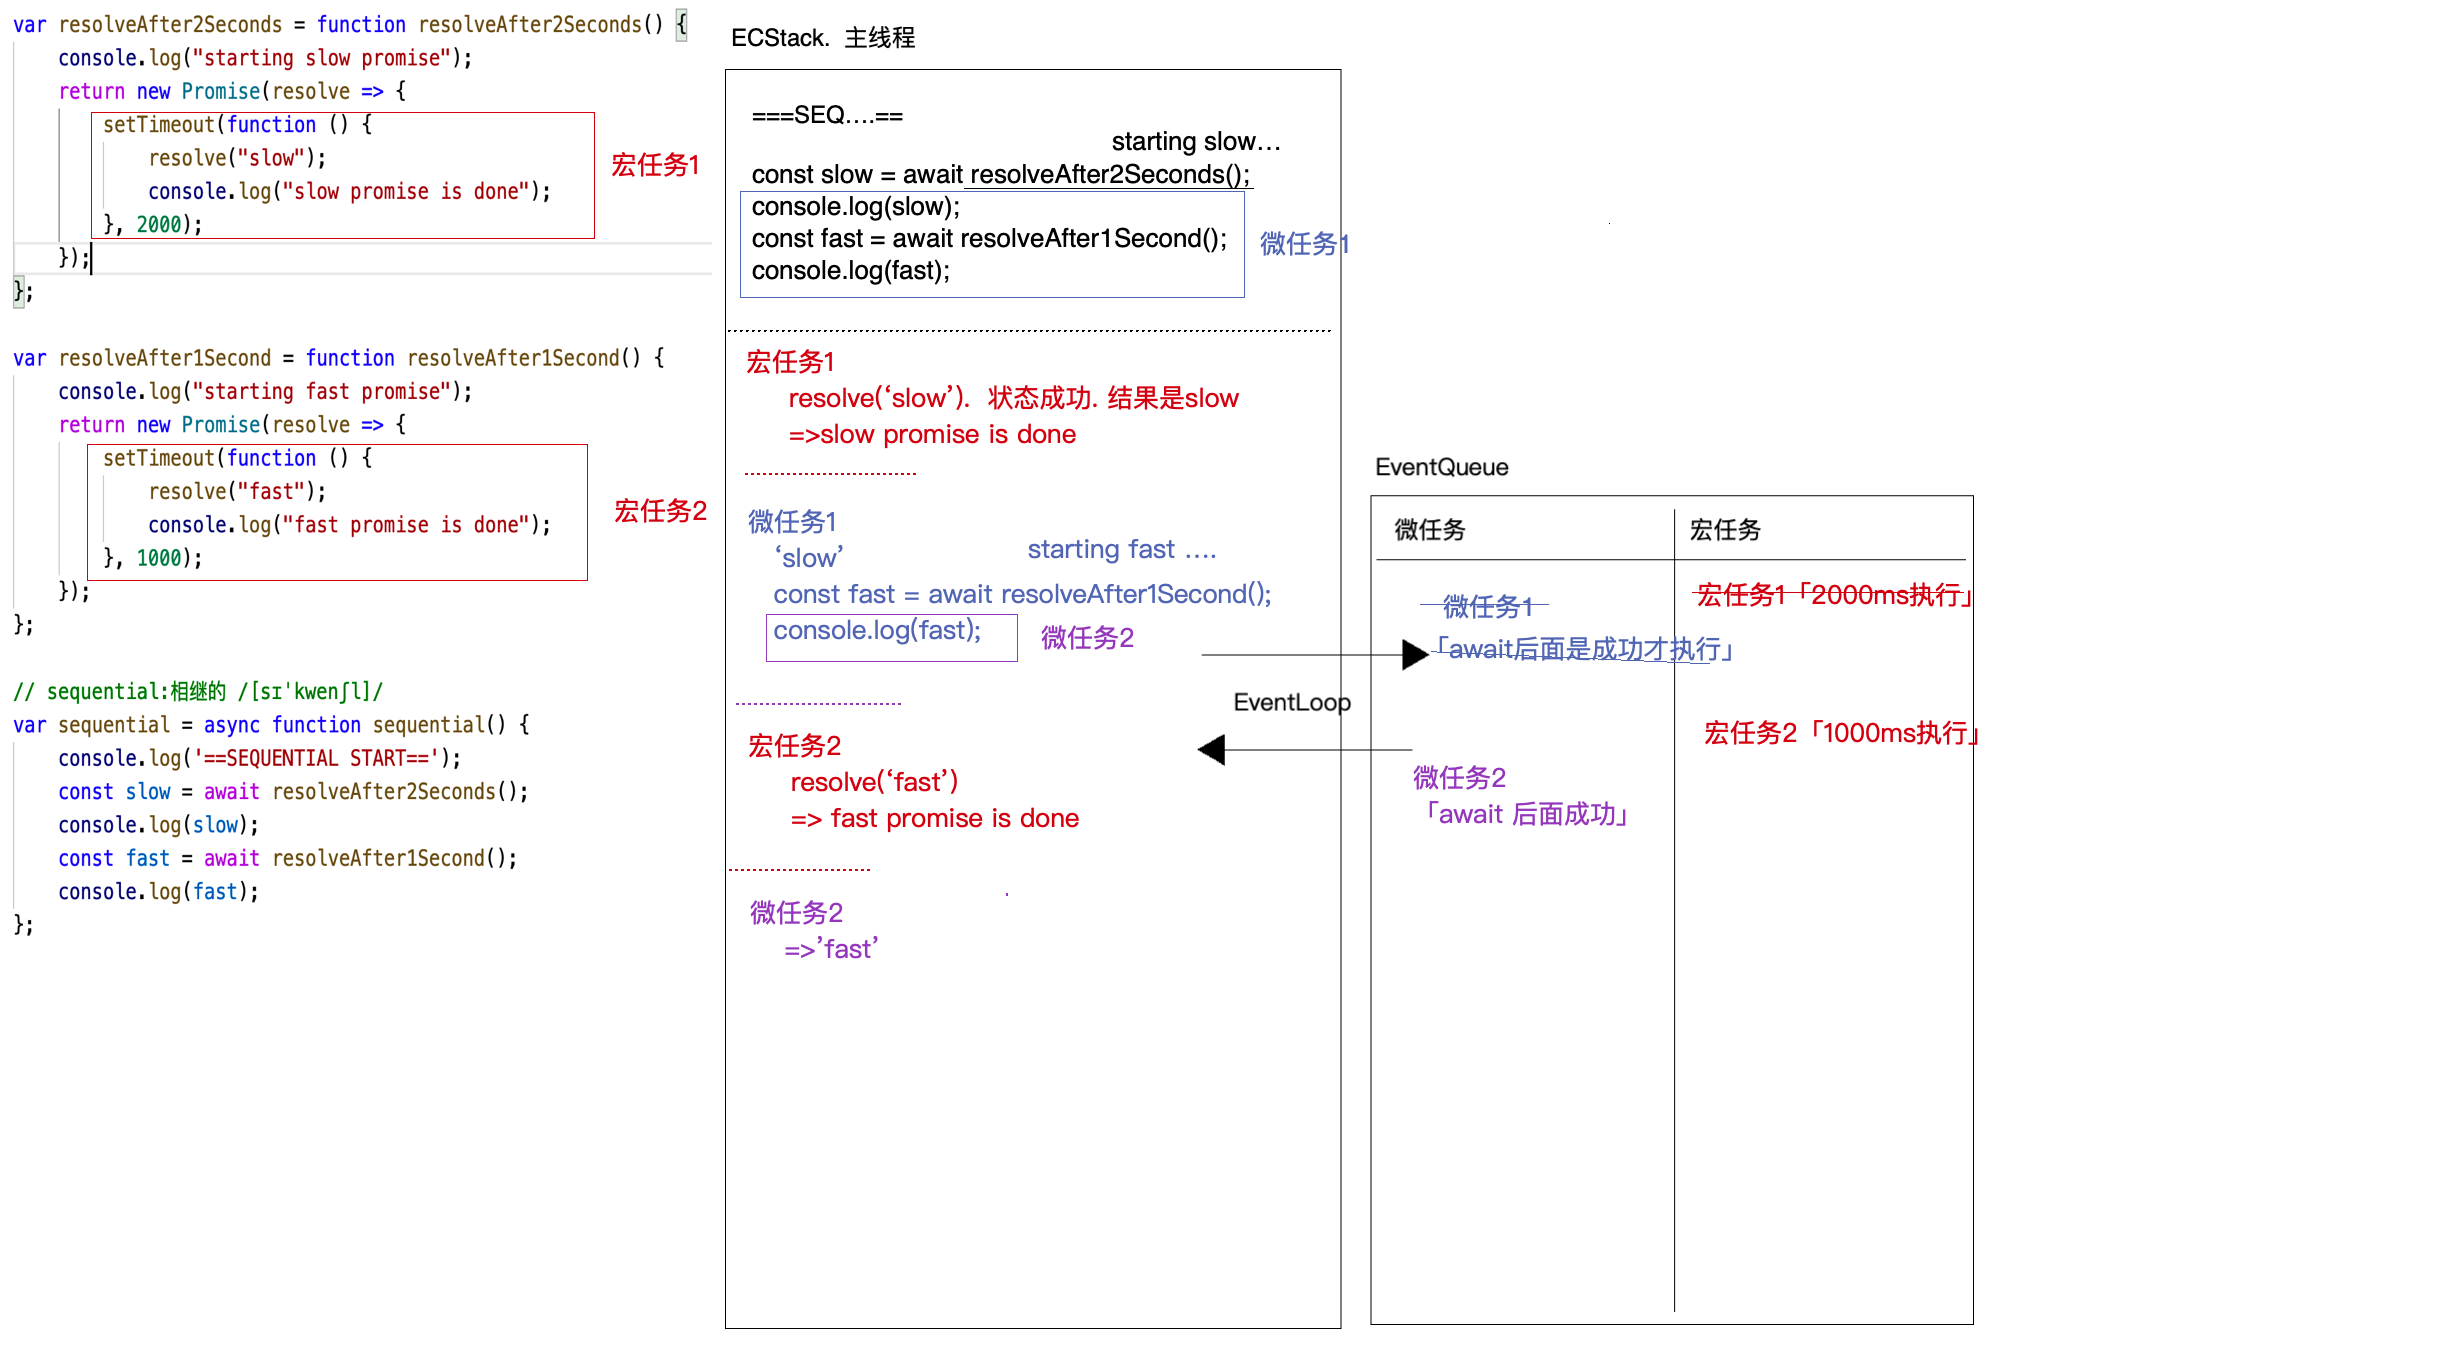 var resolveAfter2Seconds = function resolveAfter2Seconds() {
console.log("starting slow promise");
return new Promise(resolve => {
setTimeout(function () {
resolve("slow");
console.log("slow promise is done");
}, 2000);
});
};
宏任务1
var resolveAfter1Second = function resolveAfter1Second() {
console.log("starting fast promise");
return new Promise(resolve => {
setTimeout(function () {
resolve("fast");
console.log("fast promise is done");
}, 1000);
});
};
宏任务2
// sequential:相继的 /[sɪˈkwenʃl]/
var sequential = async function sequential() {
console.log('==SEQUENTIAL START==');
const slow = await resolveAfter2Seconds();
console.log(slow);
const fast = await resolveAfter1Second();
console.log(fast);
};
ECStack. 主线程
===SEQ....==
starting slow...
const slow = await resolveAfter2Seconds();
console.log(slow);
const fast = await resolveAfter1Second();
console.log(fast);
微任务1
宏任务1
resolve(‘slow’). 状态成功. 结果是slow
=>slow promise is done
微任务1
‘slow’
starting fast ....
const fast = await resolveAfter1Second();
console.log(fast);
微任务2
宏任务2
resolve(‘fast’)
=> fast promise is done
微任务2
=>’fast’
EventLoop
EventQueue
微任务 宏任务
微任务1
「await后面是成功才执行」
宏任务1「2000ms执行」
宏任务2「1000ms执行」
微任务2
「await 后面成功」